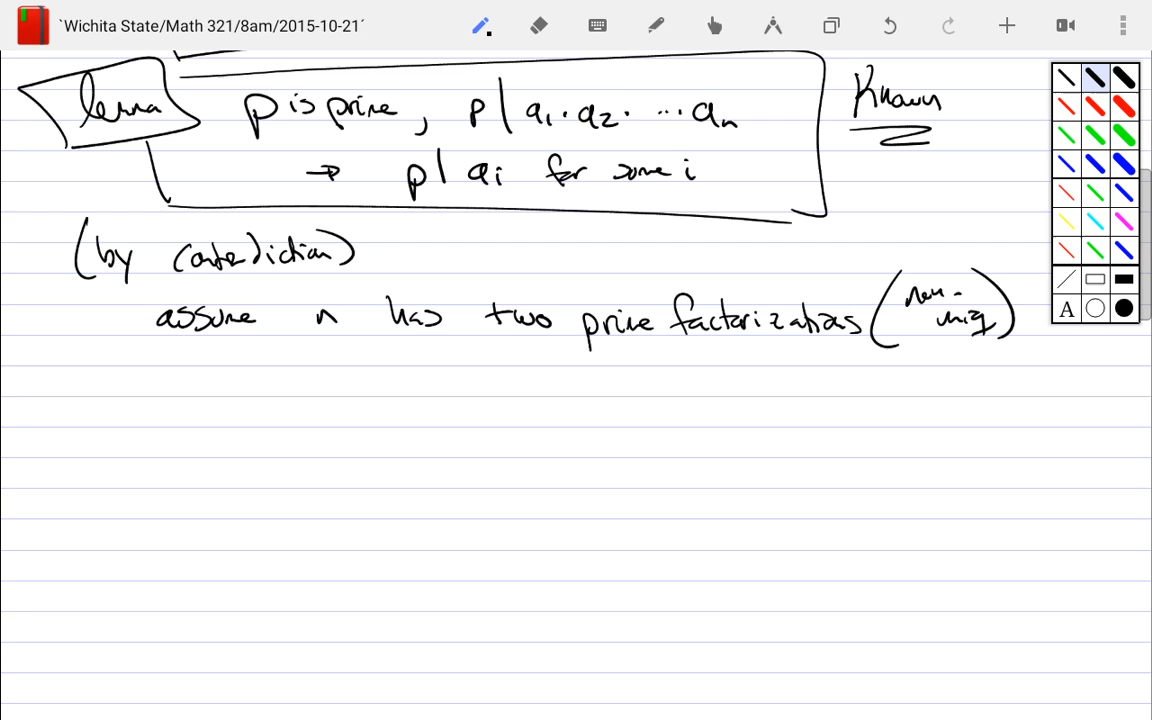 `Wichita State/Math 321/8am/2015-10-21´
lemma p is prime, p | a₁·a₂· ... aₙ Known
→ p | aᵢ for some i
(by contradiction)
assume n has two prime factorizations (non-uniq)
A